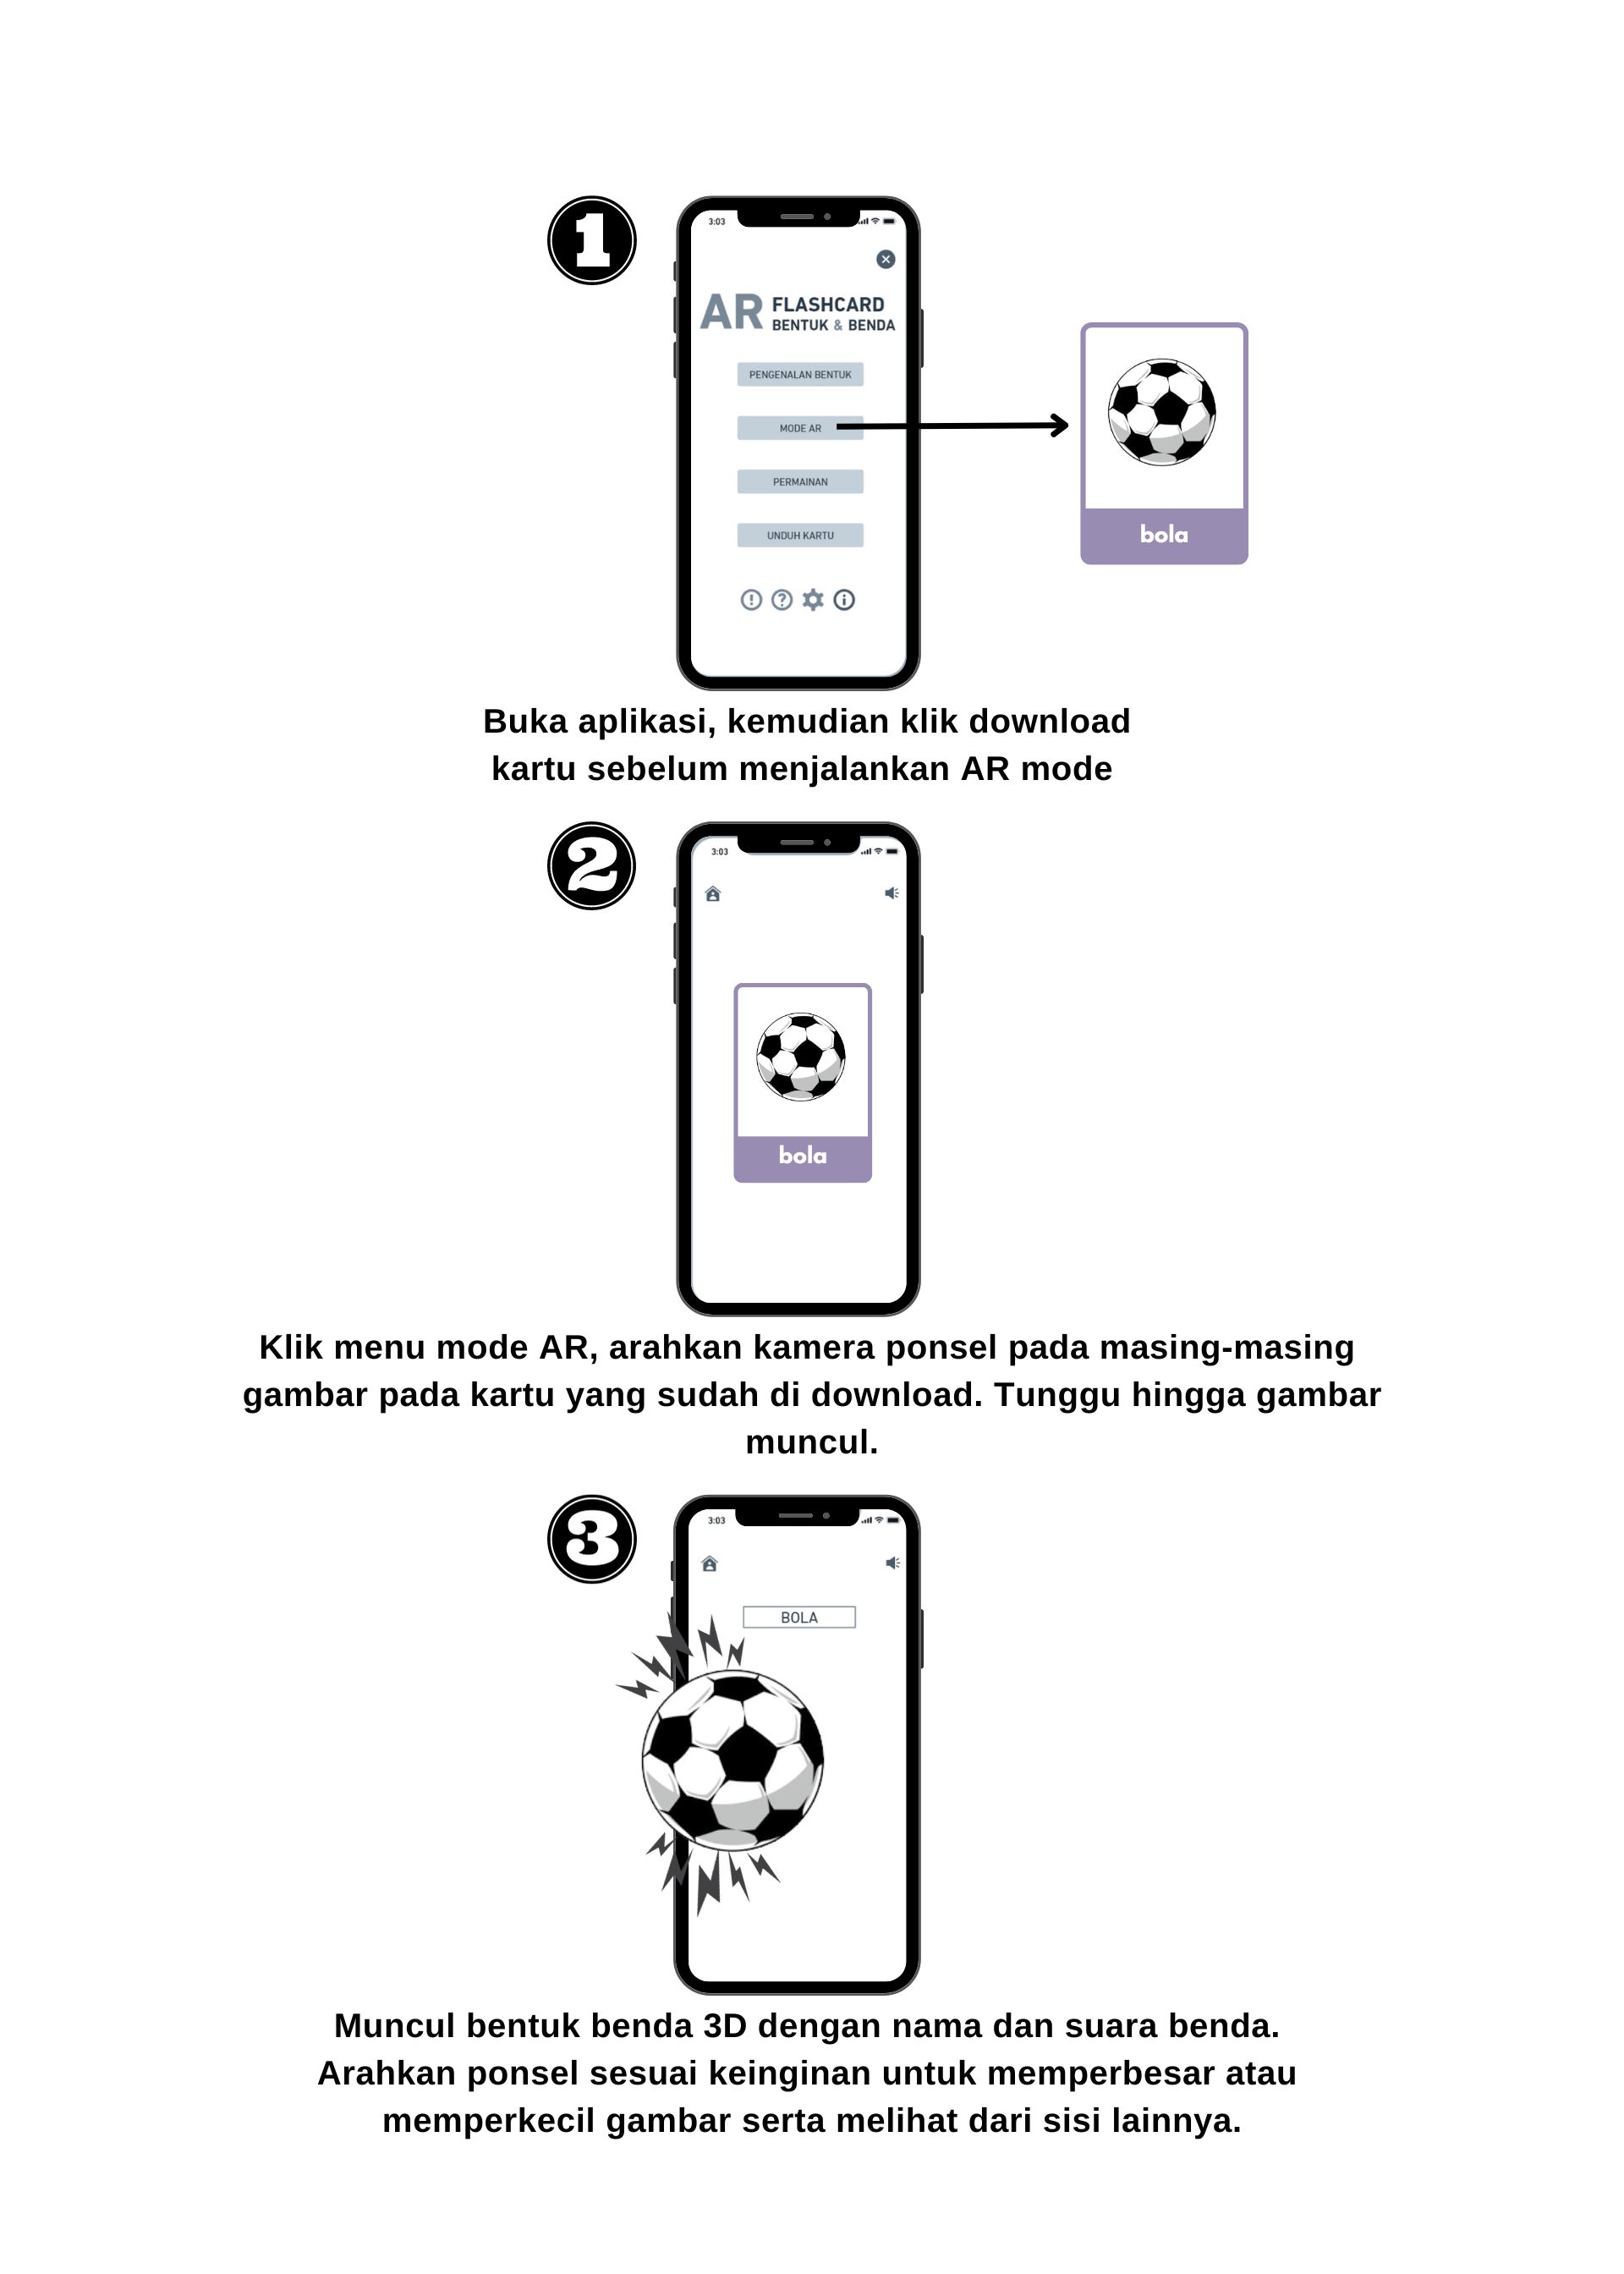 1
3:03
AR FLASHCARD
BENTUK & BENDA
PENGENALAN BENTUK
MODE AR
PERMAINAN
UNDUH KARTU
bola
Buka aplikasi, kemudian klik download
kartu sebelum menjalankan AR mode
2
3:03
bola
Klik menu mode AR, arahkan kamera ponsel pada masing-masing
gambar pada kartu yang sudah di download. Tunggu hingga gambar
muncul.
3
3:03
BOLA
Muncul bentuk benda 3D dengan nama dan suara benda.
Arahkan ponsel sesuai keinginan untuk memperbesar atau
memperkecil gambar serta melihat dari sisi lainnya.